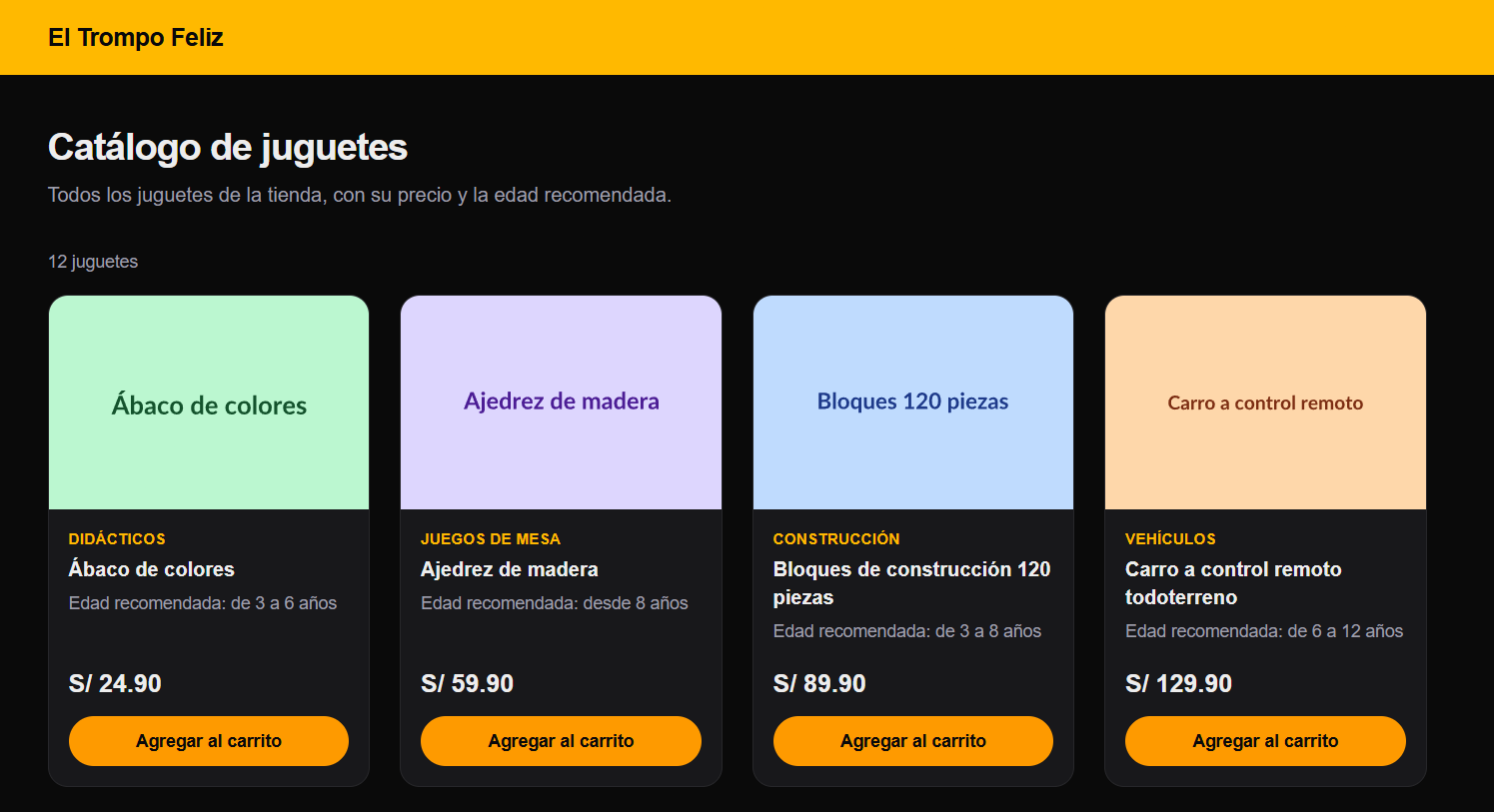 El Trompo Feliz
Catálogo de juguetes
Todos los juguetes de la tienda, con su precio y la edad recomendada.
12 juguetes
Ábaco de colores
DIDÁCTICOS
Ábaco de colores
Edad recomendada: de 3 a 6 años
S/ 24.90
Agregar al carrito
Ajedrez de madera
JUEGOS DE MESA
Ajedrez de madera
Edad recomendada: desde 8 años
S/ 59.90
Agregar al carrito
Bloques 120 piezas
CONSTRUCCIÓN
Bloques de construcción 120
piezas
Edad recomendada: de 3 a 8 años
S/ 89.90
Agregar al carrito
Carro a control remoto
VEHÍCULOS
Carro a control remoto
todoterreno
Edad recomendada: de 6 a 12 años
S/ 129.90
Agregar al carrito